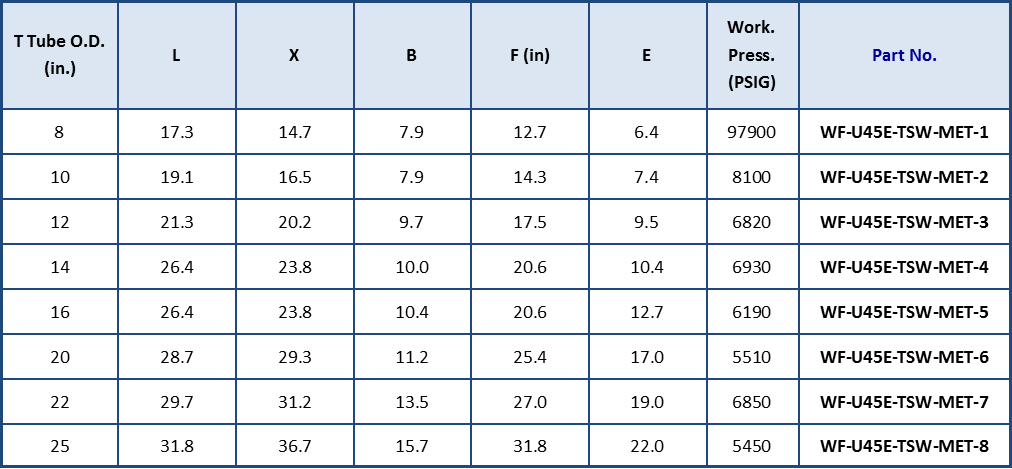 T Tube O.D. (in.) L X B F (in) E Work. Press. (PSIG) Part No.
8 17.3 14.7 7.9 12.7 6.4 97900 WF-U45E-TSW-MET-1
10 19.1 16.5 7.9 14.3 7.4 8100 WF-U45E-TSW-MET-2
12 21.3 20.2 9.7 17.5 9.5 6820 WF-U45E-TSW-MET-3
14 26.4 23.8 10.0 20.6 10.4 6930 WF-U45E-TSW-MET-4
16 26.4 23.8 10.4 20.6 12.7 6190 WF-U45E-TSW-MET-5
20 28.7 29.3 11.2 25.4 17.0 5510 WF-U45E-TSW-MET-6
22 29.7 31.2 13.5 27.0 19.0 6850 WF-U45E-TSW-MET-7
25 31.8 36.7 15.7 31.8 22.0 5450 WF-U45E-TSW-MET-8